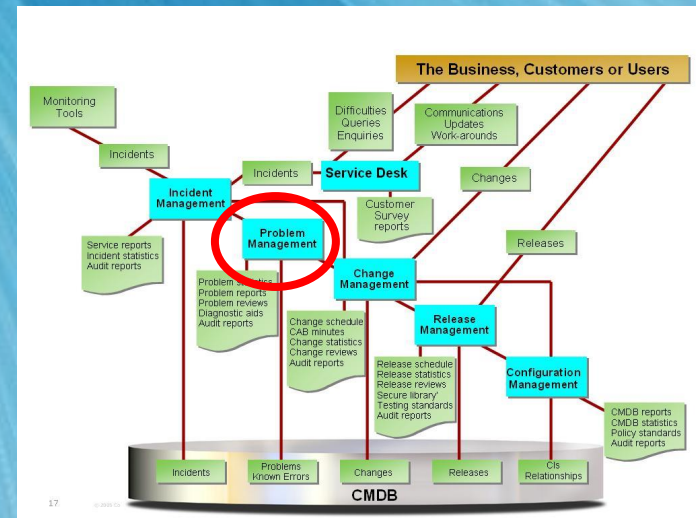 The Business, Customers or Users
Monitoring
Tools
Difficulties
Queries
Enquiries
Communications
Updates
Work-arounds
Incidents
Incidents
Service Desk
Changes
Incident
Management
Customer
Survey
reports
Problem
Management
Releases
Service reports
Incident statistics
Audit reports
Change
Management
Problem statistics
Problem reports
Problem reviews
Diagnostic aids
Audit reports
Release
Management
Change schedule
CAB minutes
Change statistics
Change reviews
Audit reports
Release schedule
Release statistics
Release reviews
Secure library'
Testing standards
Audit reports
Configuration
Management
CMDB reports
CMDB statistics
Policy standards
Audit reports
Incidents
Problems
Known Errors
Changes
Releases
CIs
Relationships
CMDB
17